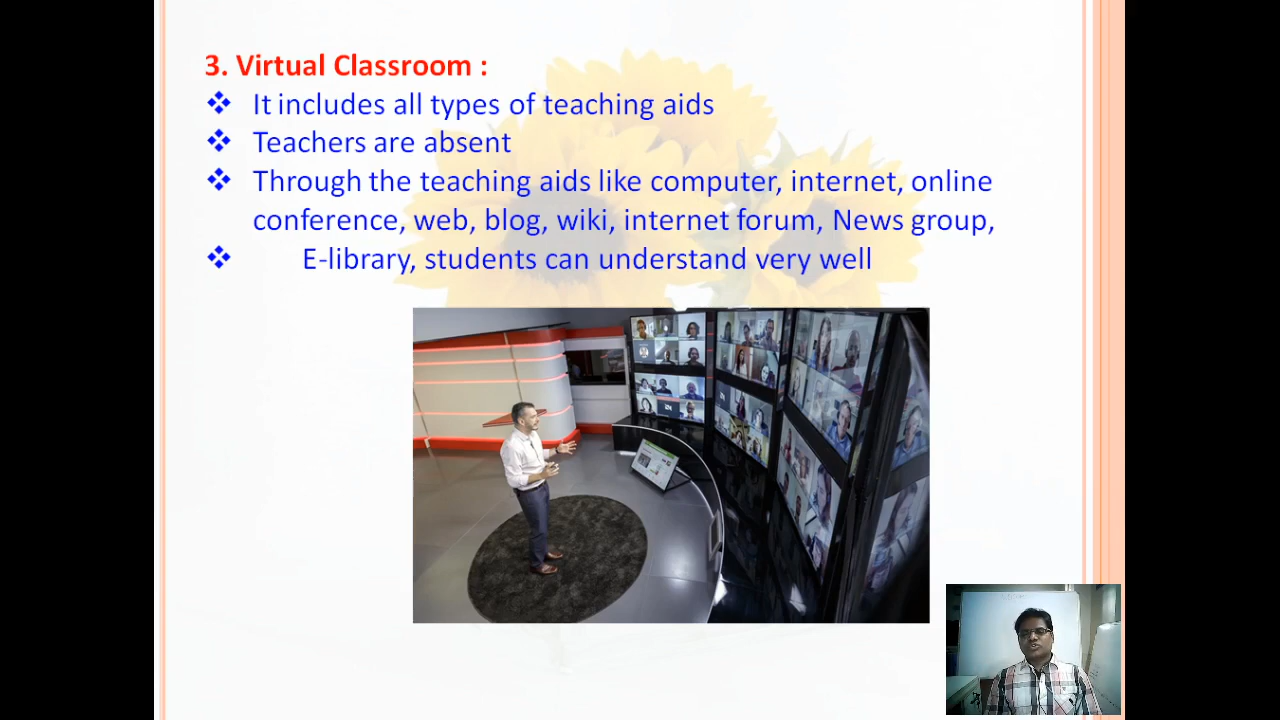 3. Virtual Classroom :
❖ It includes all types of teaching aids
❖ Teachers are absent
❖ Through the teaching aids like computer, internet, online
conference, web, blog, wiki, internet forum, News group,
❖ E-library, students can understand very well